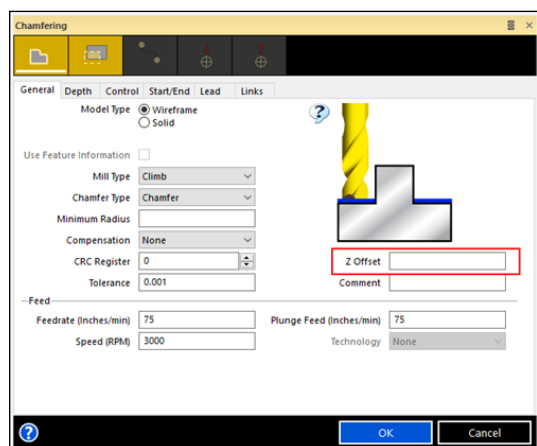 Chamfering
General Depth Control Start/End Lead Links
Model Type Wireframe
Solid
Use Feature Information
Mill Type Climb
Chamfer Type Chamfer
Minimum Radius
Compensation None
CRC Register 0 Z Offset
Tolerance 0.001 Comment
Feed
Feedrate (Inches/min) 75 Plunge Feed (Inches/min) 75
Speed (RPM) 3000 Technology None
OK Cancel